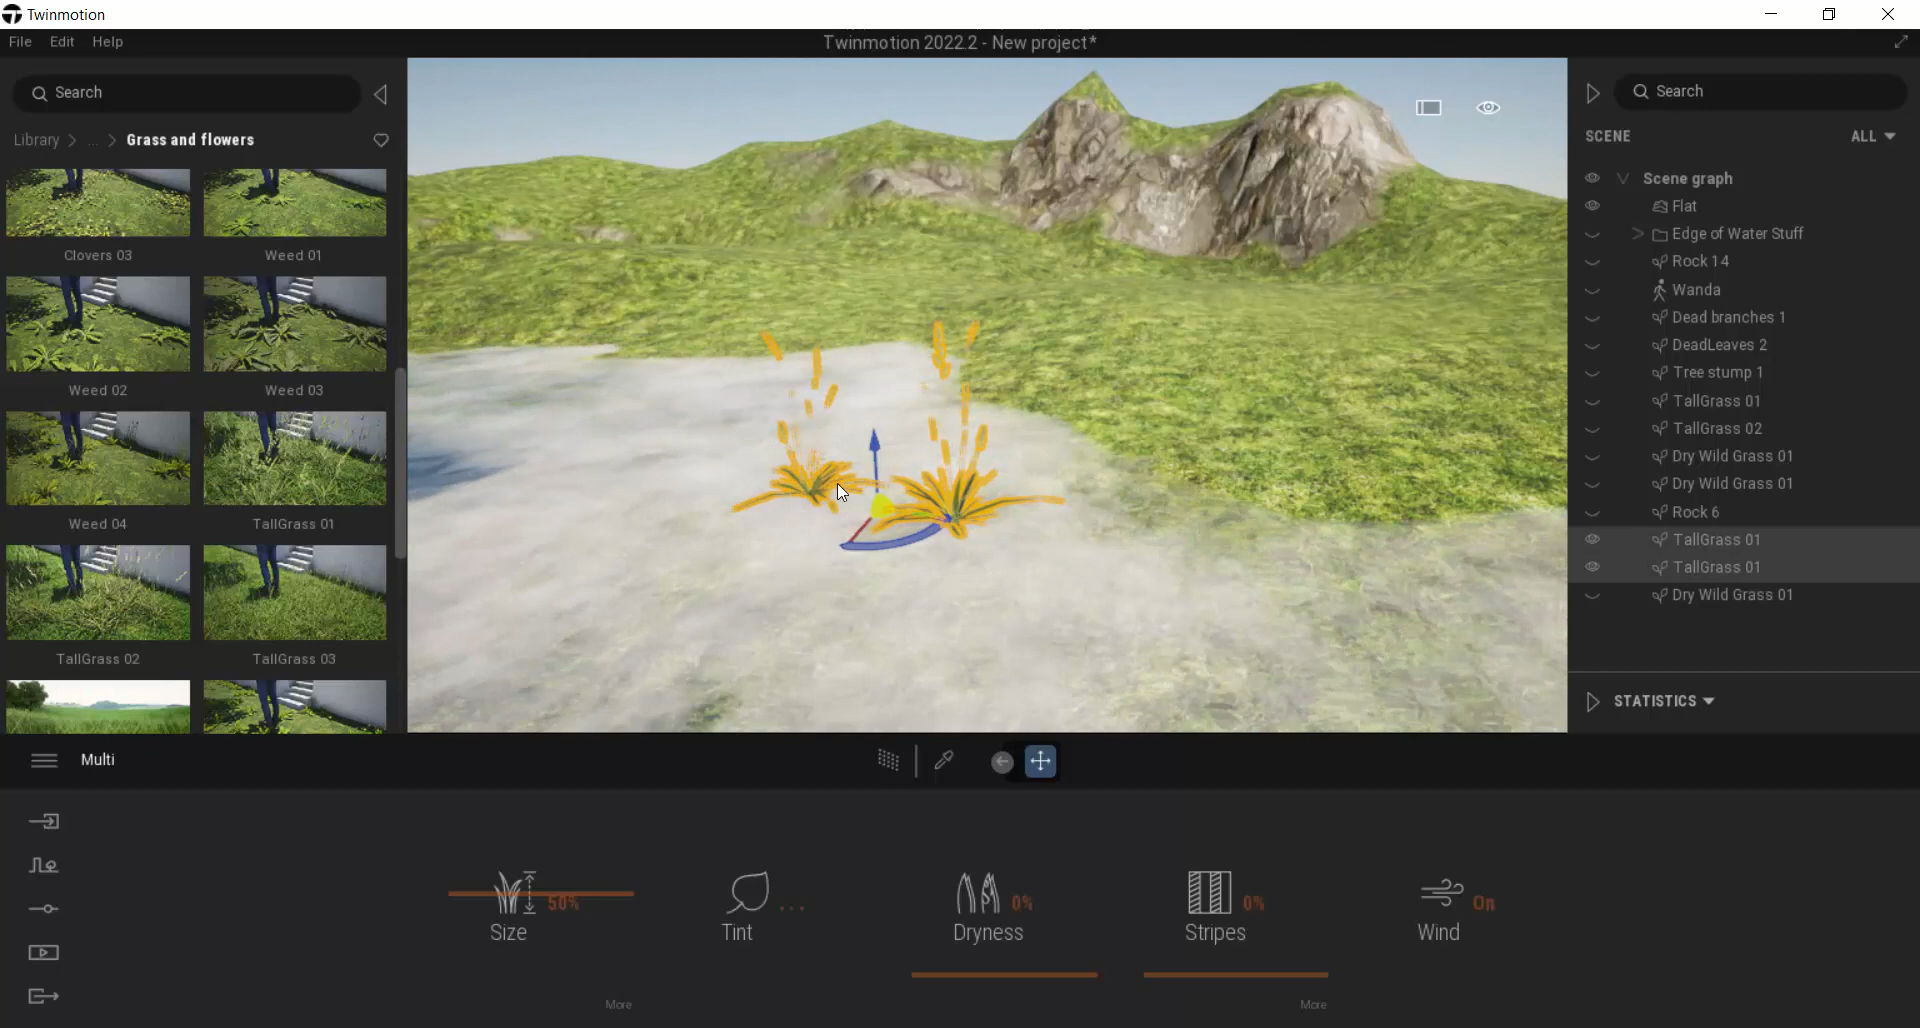 Twinmotion
File Edit Help
Twinmotion 2022.2 - New project*
Search
Library > ... > Grass and flowers
Clovers 03
Weed 01
Weed 02
Weed 03
Weed 04
TallGrass 01
TallGrass 02
TallGrass 03
Search
SCENE
ALL
Scene graph
Flat
Edge of Water Stuff
Rock 14
Wanda
Dead branches 1
DeadLeaves 2
Tree stump 1
TallGrass 01
TallGrass 02
Dry Wild Grass 01
Dry Wild Grass 01
Rock 6
TallGrass 01
TallGrass 01
Dry Wild Grass 01
STATISTICS
Multi
50%
Size
...
Tint
0%
Dryness
0%
Stripes
On
Wind
More
More